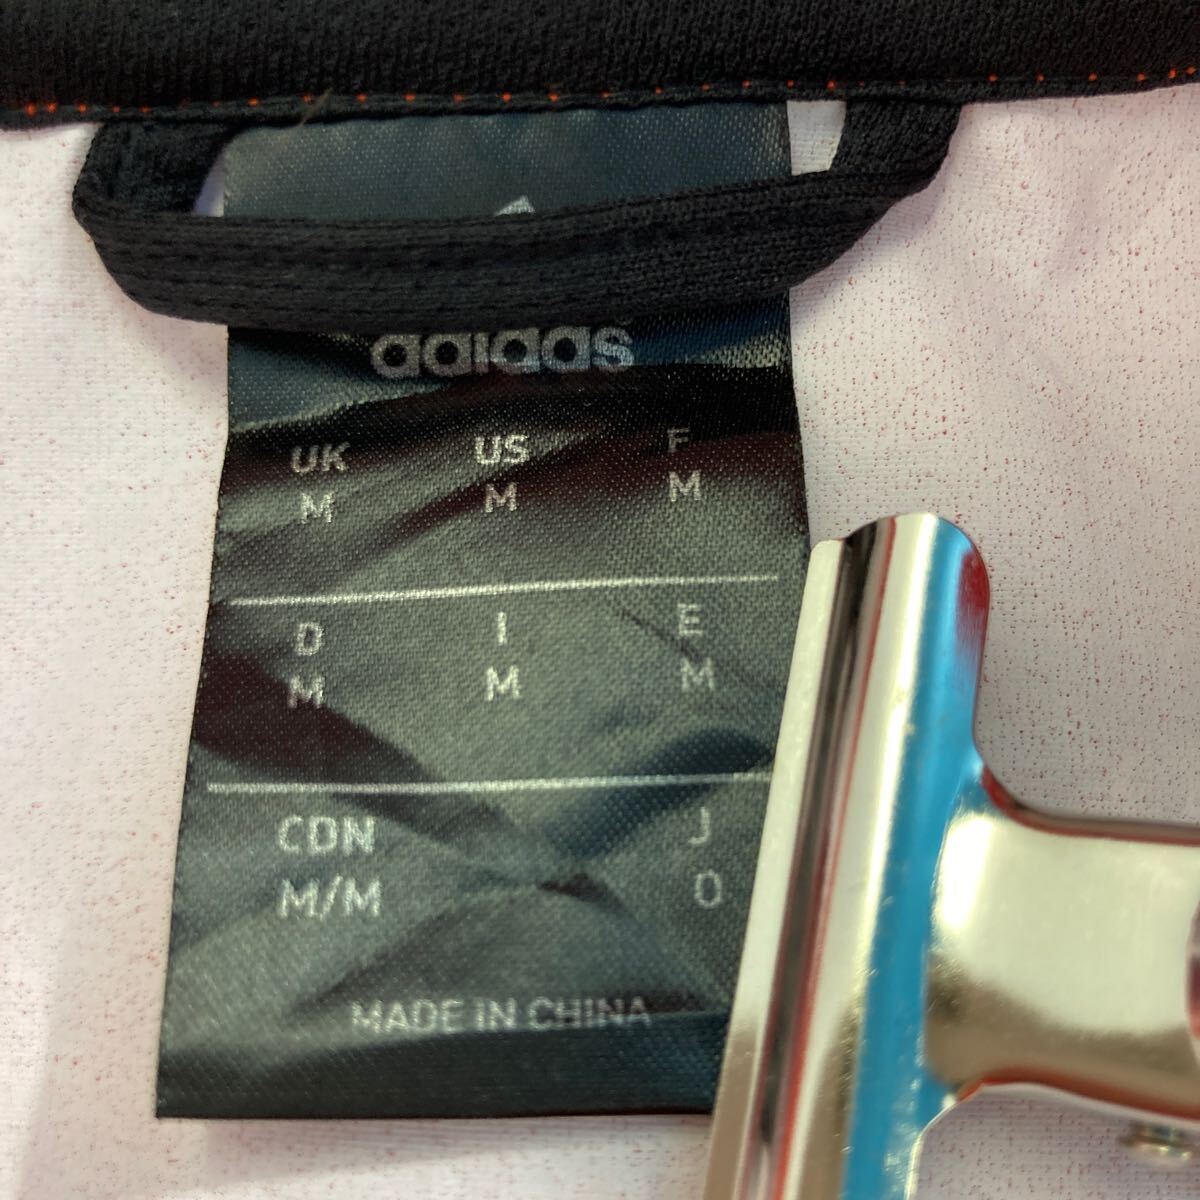 adidas
UK US F
M M M
D I E
M M M
CDN J
M/M O
MADE IN CHINA